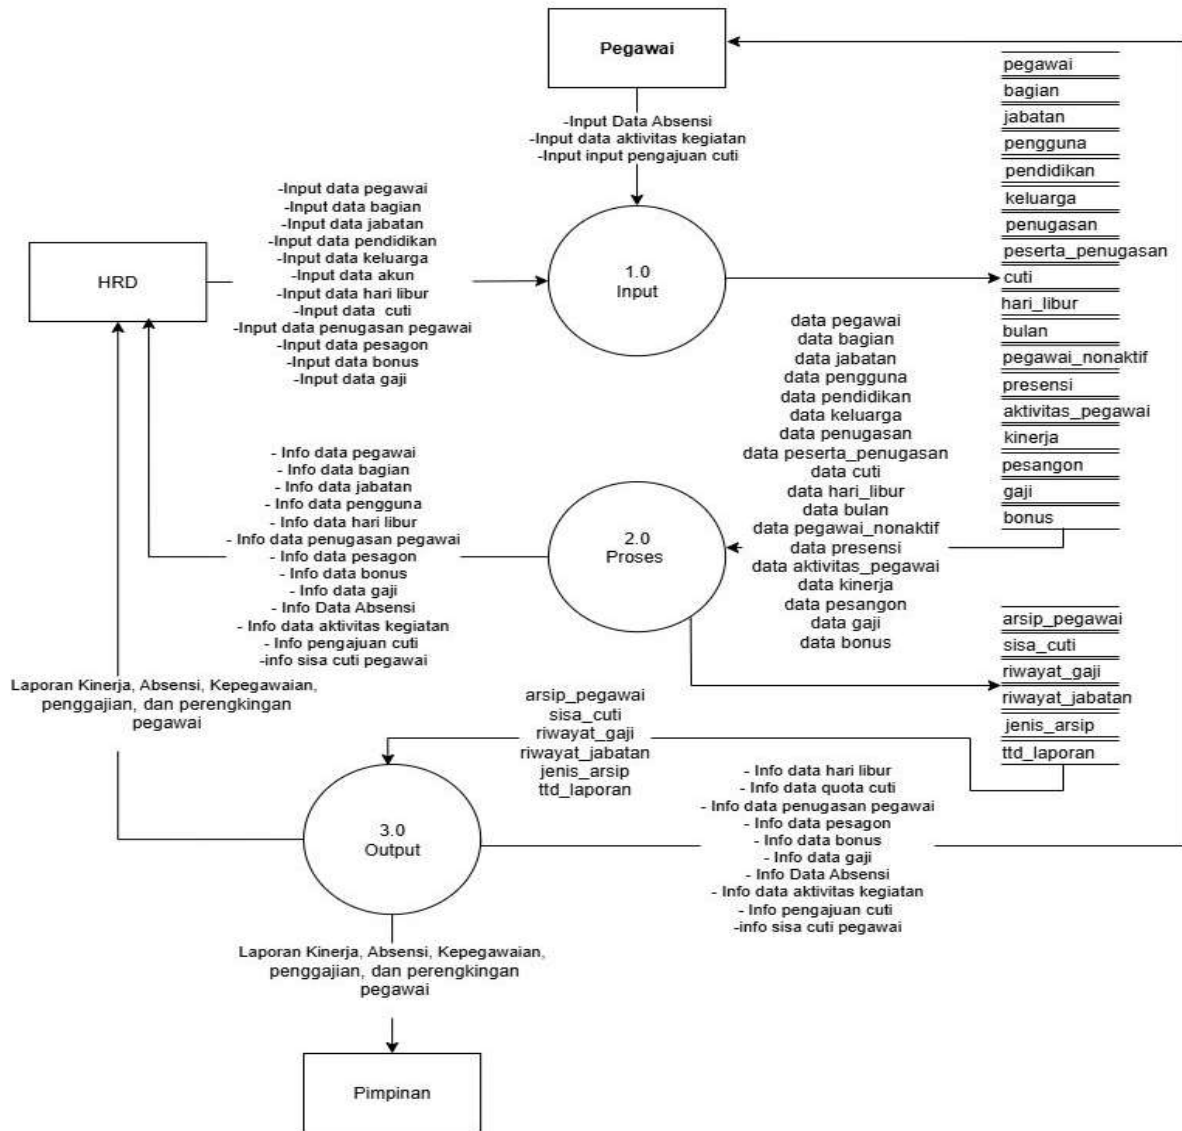 Pegawai
-Input Data Absensi
-Input data aktivitas kegiatan
-Input input pengajuan cuti
pegawai
bagian
jabatan
pengguna
pendidikan
keluarga
penugasan
peserta_penugasan
cuti
hari_libur
bulan
pegawai_nonaktif
presensi
aktivitas_pegawai
kinerja
pesangon
gaji
bonus
-Input data pegawai
-Input data bagian
-Input data jabatan
-Input data pendidikan
-Input data keluarga
-Input data akun
-Input data hari libur
-Input data cuti
-Input data penugasan pegawai
-Input data pesagon
-Input data bonus
-Input data gaji
HRD
1.0
Input
data pegawai
data bagian
data jabatan
data pengguna
data pendidikan
data keluarga
data penugasan
data peserta_penugasan
data cuti
data hari_libur
data bulan
data pegawai_nonaktif
data presensi
data aktivitas_pegawai
data kinerja
data pesangon
data gaji
data bonus
- Info data pegawai
- Info data bagian
- Info data jabatan
- Info data pengguna
- Info data hari libur
- Info data penugasan pegawai
- Info data pesagon
- Info data bonus
- Info data gaji
- Info Data Absensi
- Info data aktivitas kegiatan
- Info pengajuan cuti
-info sisa cuti pegawai
2.0
Proses
arsip_pegawai
sisa_cuti
riwayat_gaji
riwayat_jabatan
jenis_arsip
ttd_laporan
Laporan Kinerja, Absensi, Kepegawaian,
penggajian, dan perengkingan
pegawai
arsip_pegawai
sisa_cuti
riwayat_gaji
riwayat_jabatan
jenis_arsip
ttd_laporan
- Info data hari libur
- Info data quota cuti
- Info data penugasan pegawai
- Info data pesagon
- Info data bonus
- Info data gaji
- Info Data Absensi
- Info data aktivitas kegiatan
- Info pengajuan cuti
-info sisa cuti pegawai
3.0
Output
Laporan Kinerja, Absensi, Kepegawaian,
penggajian, dan perengkingan
pegawai
Pimpinan